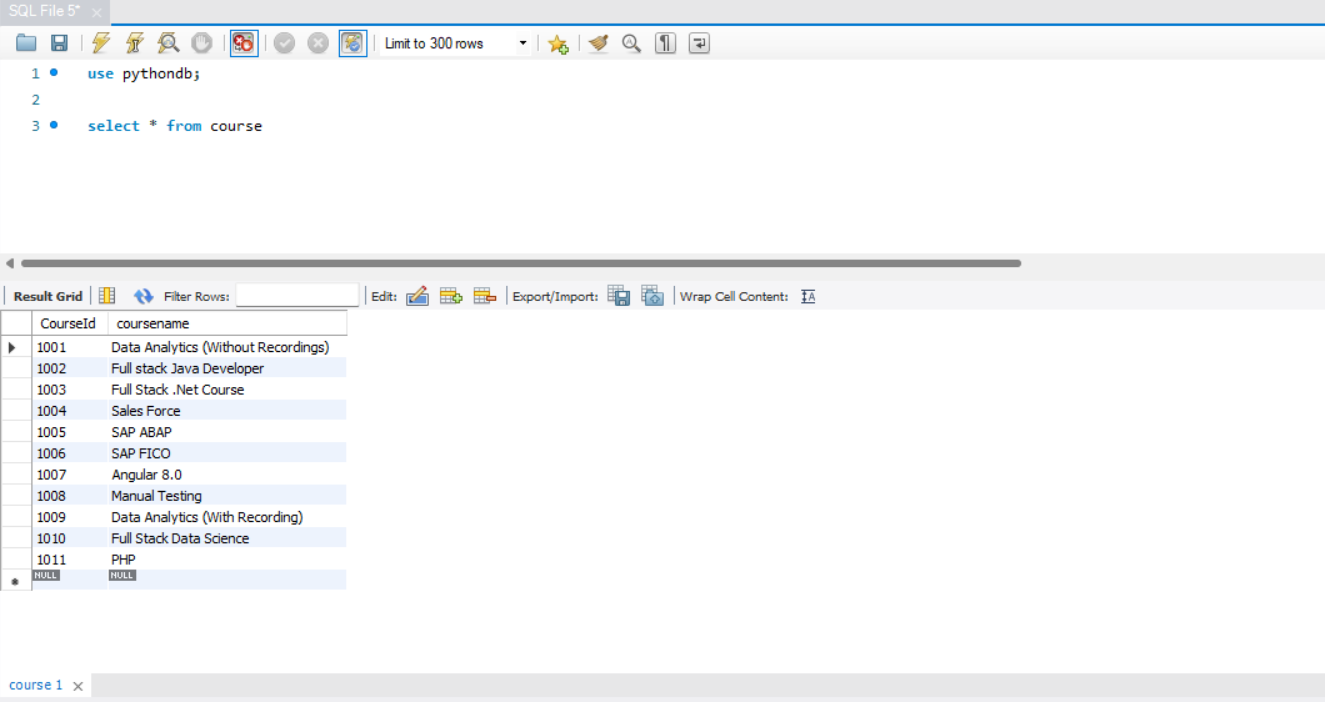 SQL File 5*
Limit to 300 rows
1 use pythondb;
2
3 select * from course
Result Grid Filter Rows: Edit: Export/Import: Wrap Cell Content:
CourseId coursename
1001 Data Analytics (Without Recordings)
1002 Full stack Java Developer
1003 Full Stack .Net Course
1004 Sales Force
1005 SAP ABAP
1006 SAP FICO
1007 Angular 8.0
1008 Manual Testing
1009 Data Analytics (With Recording)
1010 Full Stack Data Science
1011 PHP
NULL NULL
course 1